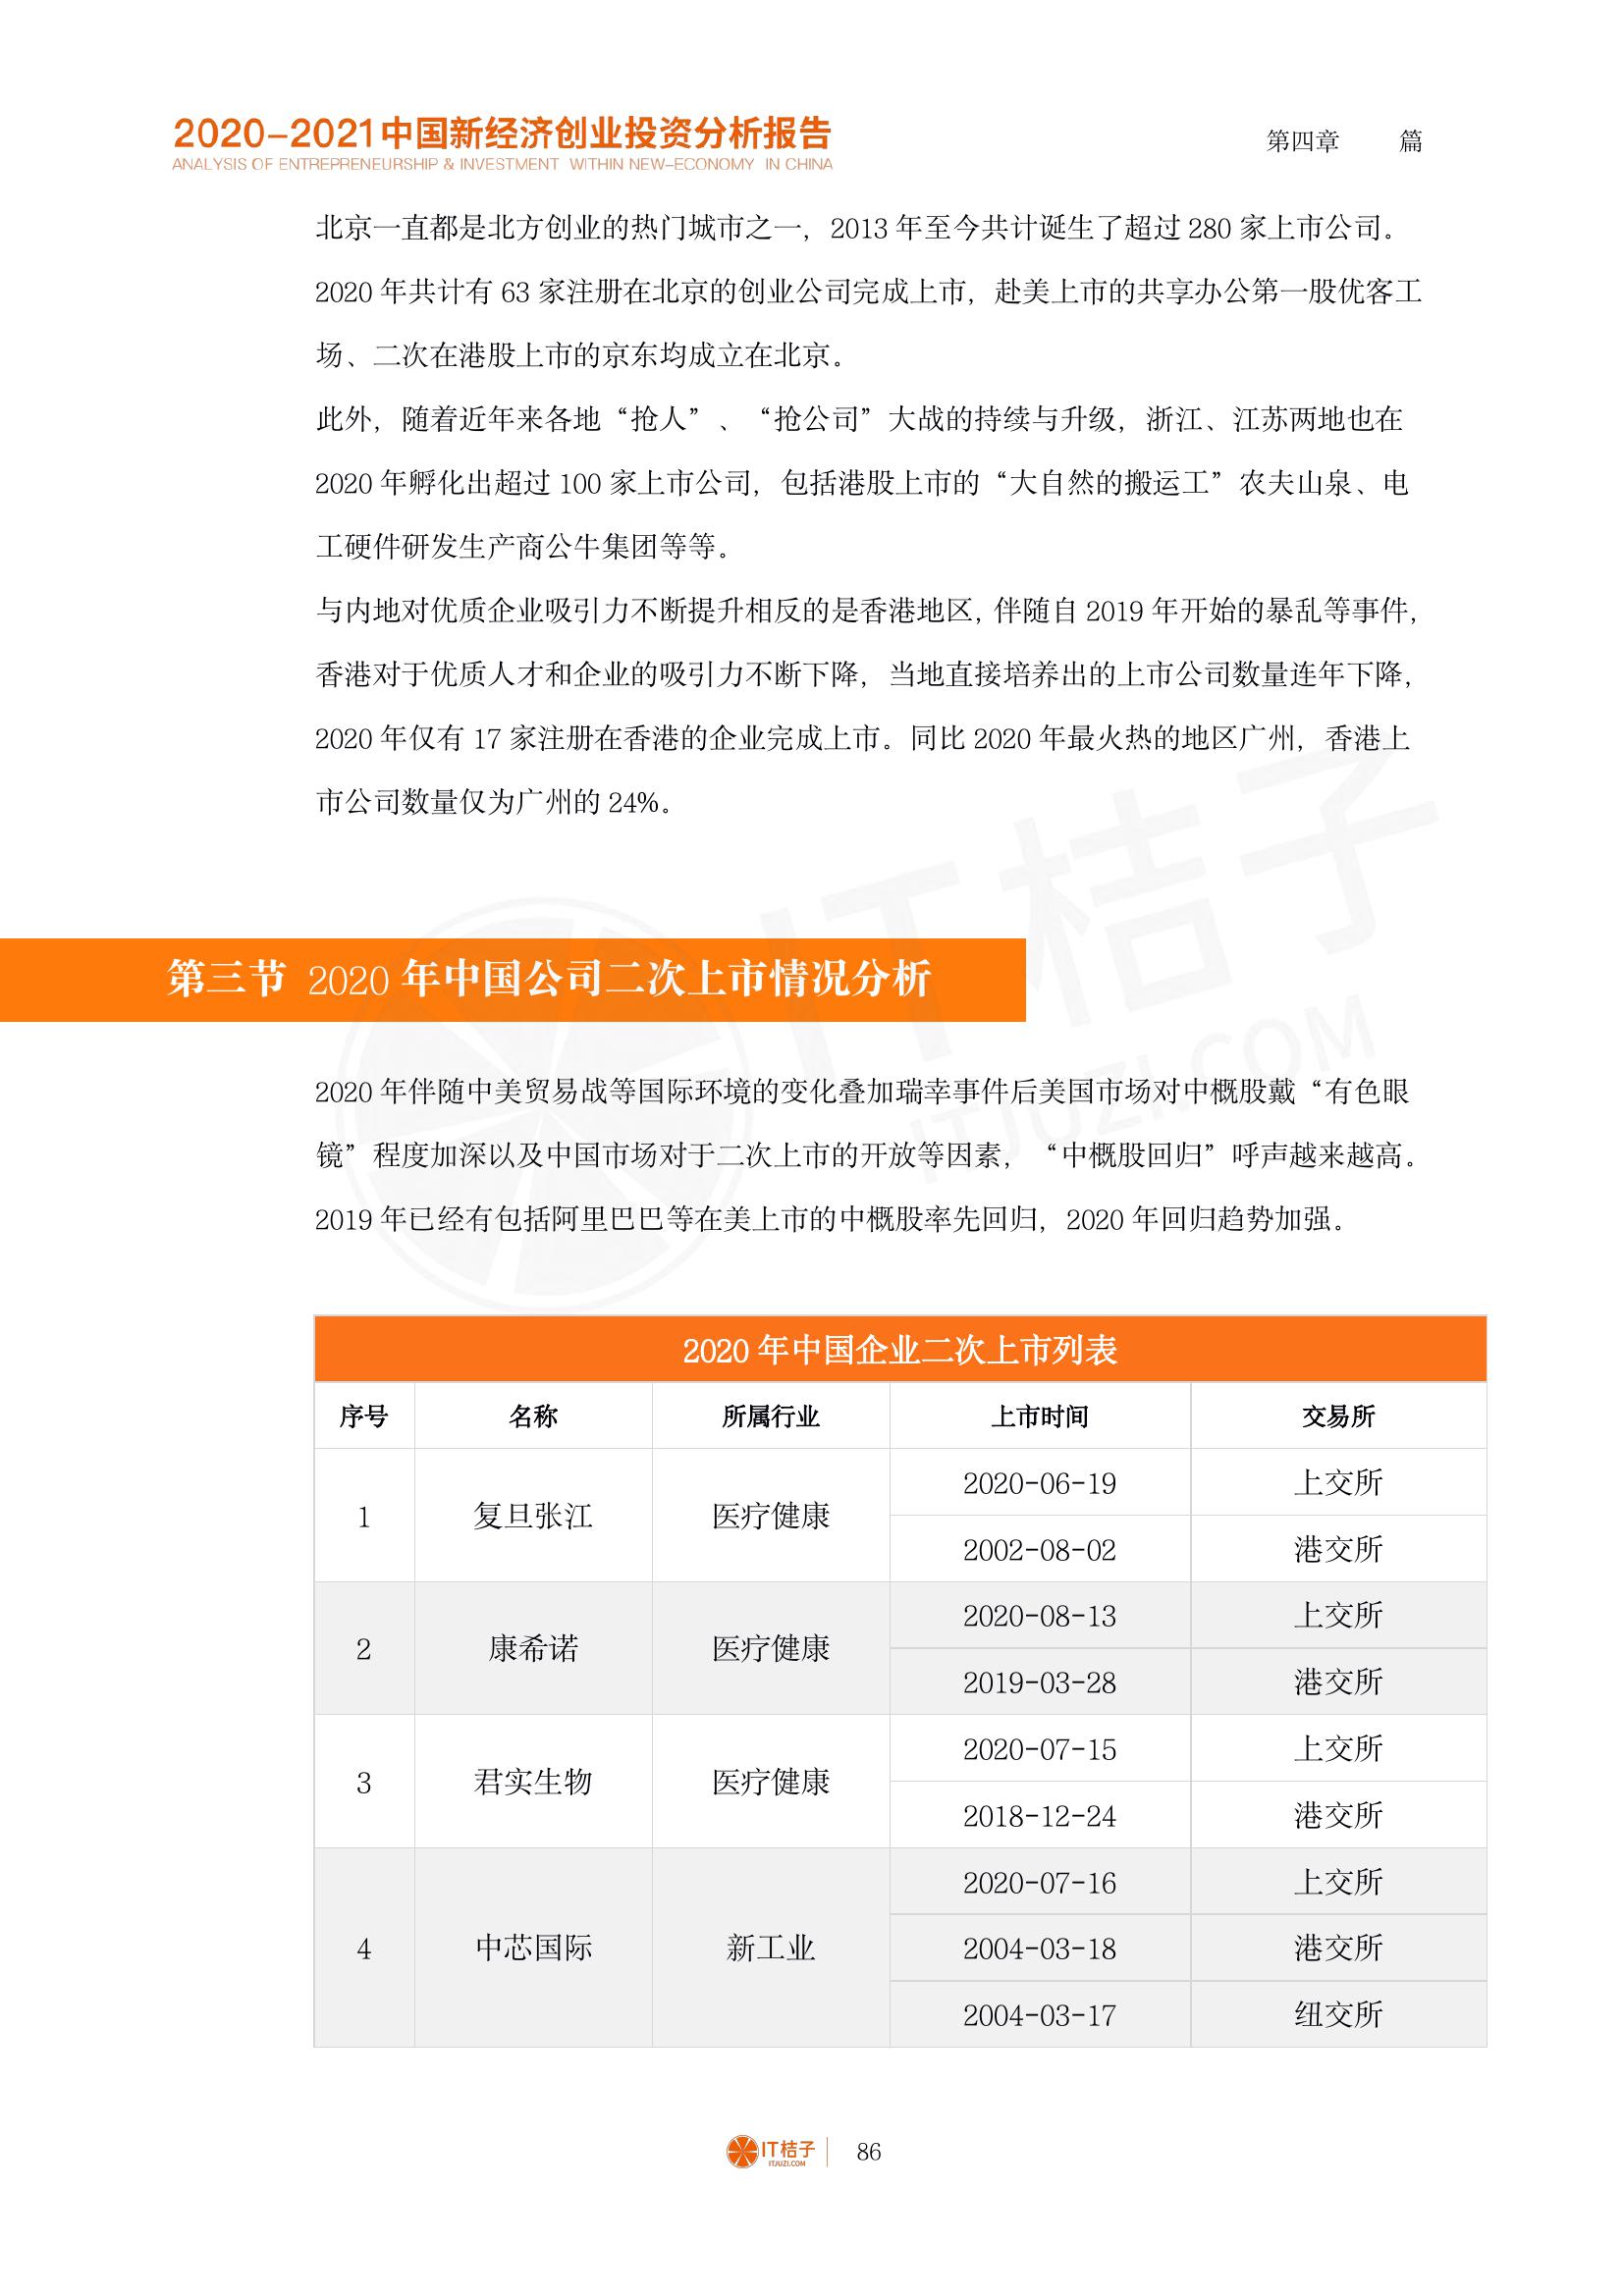 2020-2021中国新经济创业投资分析报告
ANALYSIS OF ENTREPRENEURSHIP & INVESTMENT WITHIN NEW-ECONOMY IN CHINA
第四章 篇
北京一直都是北方创业的热门城市之一，2013 年至今共计诞生了超过 280 家上市公司。
2020 年共计有 63 家注册在北京的创业公司完成上市，赴美上市的共享办公第一股优客工
场、二次在港股上市的京东均成立在北京。
此外，随着近年来各地“抢人”、“抢公司”大战的持续与升级，浙江、江苏两地也在
2020 年孵化出超过 100 家上市公司，包括港股上市的“大自然的搬运工”农夫山泉、电
工硬件研发生产商公牛集团等等。
与内地对优质企业吸引力不断提升相反的是香港地区，伴随自 2019 年开始的暴乱等事件，
香港对于优质人才和企业的吸引力不断下降，当地直接培养出的上市公司数量连年下降，
2020 年仅有 17 家注册在香港的企业完成上市。同比 2020 年最火热的地区广州，香港上
市公司数量仅为广州的 24%。
第三节 2020 年中国公司二次上市情况分析
2020 年伴随中美贸易战等国际环境的变化叠加瑞幸事件后美国市场对中概股戴“有色眼
镜”程度加深以及中国市场对于二次上市的开放等因素，“中概股回归”呼声越来越高。
2019 年已经有包括阿里巴巴等在美上市的中概股率先回归，2020 年回归趋势加强。
IT桔子
ITJUZI.COM
2020 年中国企业二次上市列表
序号 名称 所属行业 上市时间 交易所
1 复旦张江 医疗健康 2020-06-19 上交所
2002-08-02 港交所
2 康希诺 医疗健康 2020-08-13 上交所
2019-03-28 港交所
3 君实生物 医疗健康 2020-07-15 上交所
2018-12-24 港交所
4 中芯国际 新工业 2020-07-16 上交所
2004-03-18 港交所
2004-03-17 纽交所
IT桔子
ITJUZI.COM
86